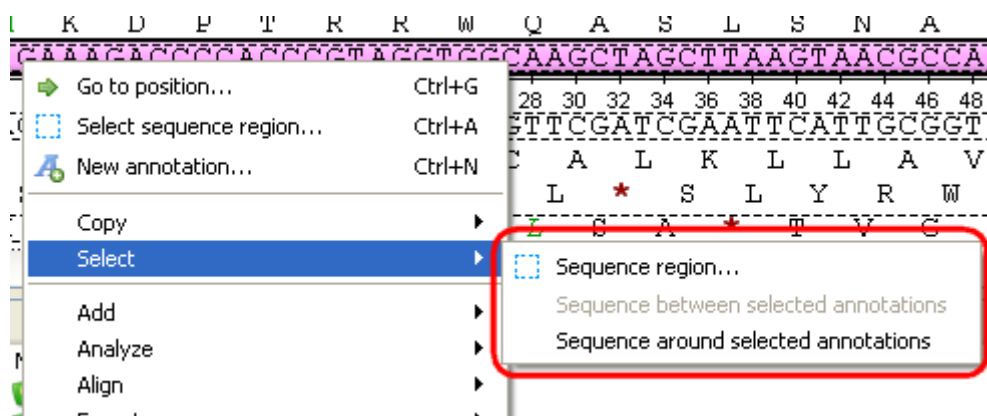 K D P T R R W Q A S L S N A
CAAGCTAGCTTAAGTAACGCCA
Go to position... Ctrl+G
28 30 32 34 36 38 40 42 44 46 48
Select sequence region... Ctrl+A
GTTCGATCGAATTCATTGCGGT
New annotation... Ctrl+N
A L K L L A V
L * S L Y R W
Copy
L S A * T V G
Select
Sequence region...
Sequence between selected annotations
Sequence around selected annotations
Add
Analyze
Align